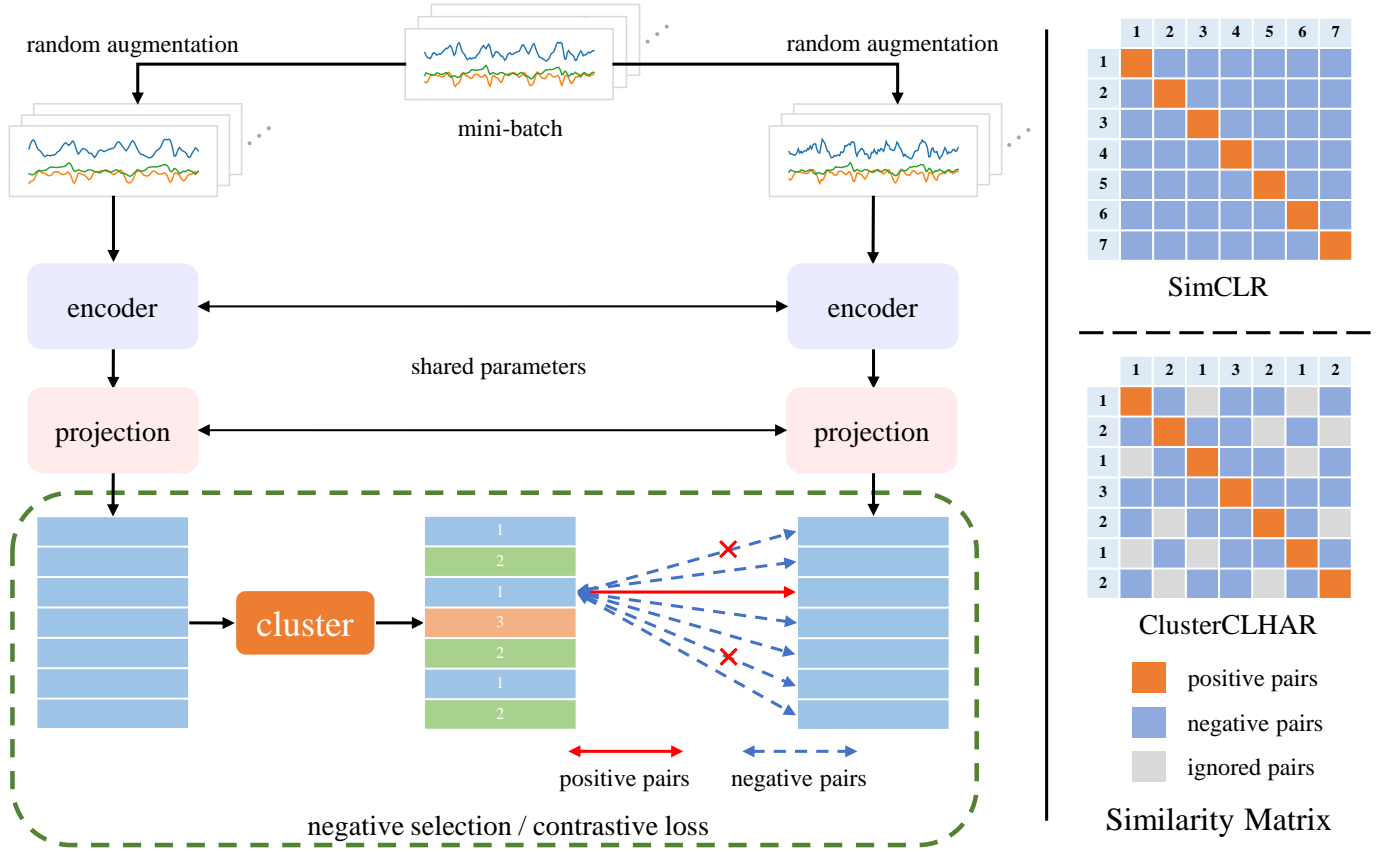 random augmentation
random augmentation
mini-batch
encoder
encoder
shared parameters
projection
projection
cluster
1
2
1
3
2
1
2
positive pairs
negative pairs
negative selection / contrastive loss
1 2 3 4 5 6 7
1
2
3
4
5
6
7
SimCLR
1 2 1 3 2 1 2
1
2
1
3
2
1
2
ClusterCLHAR
positive pairs
negative pairs
ignored pairs
Similarity Matrix